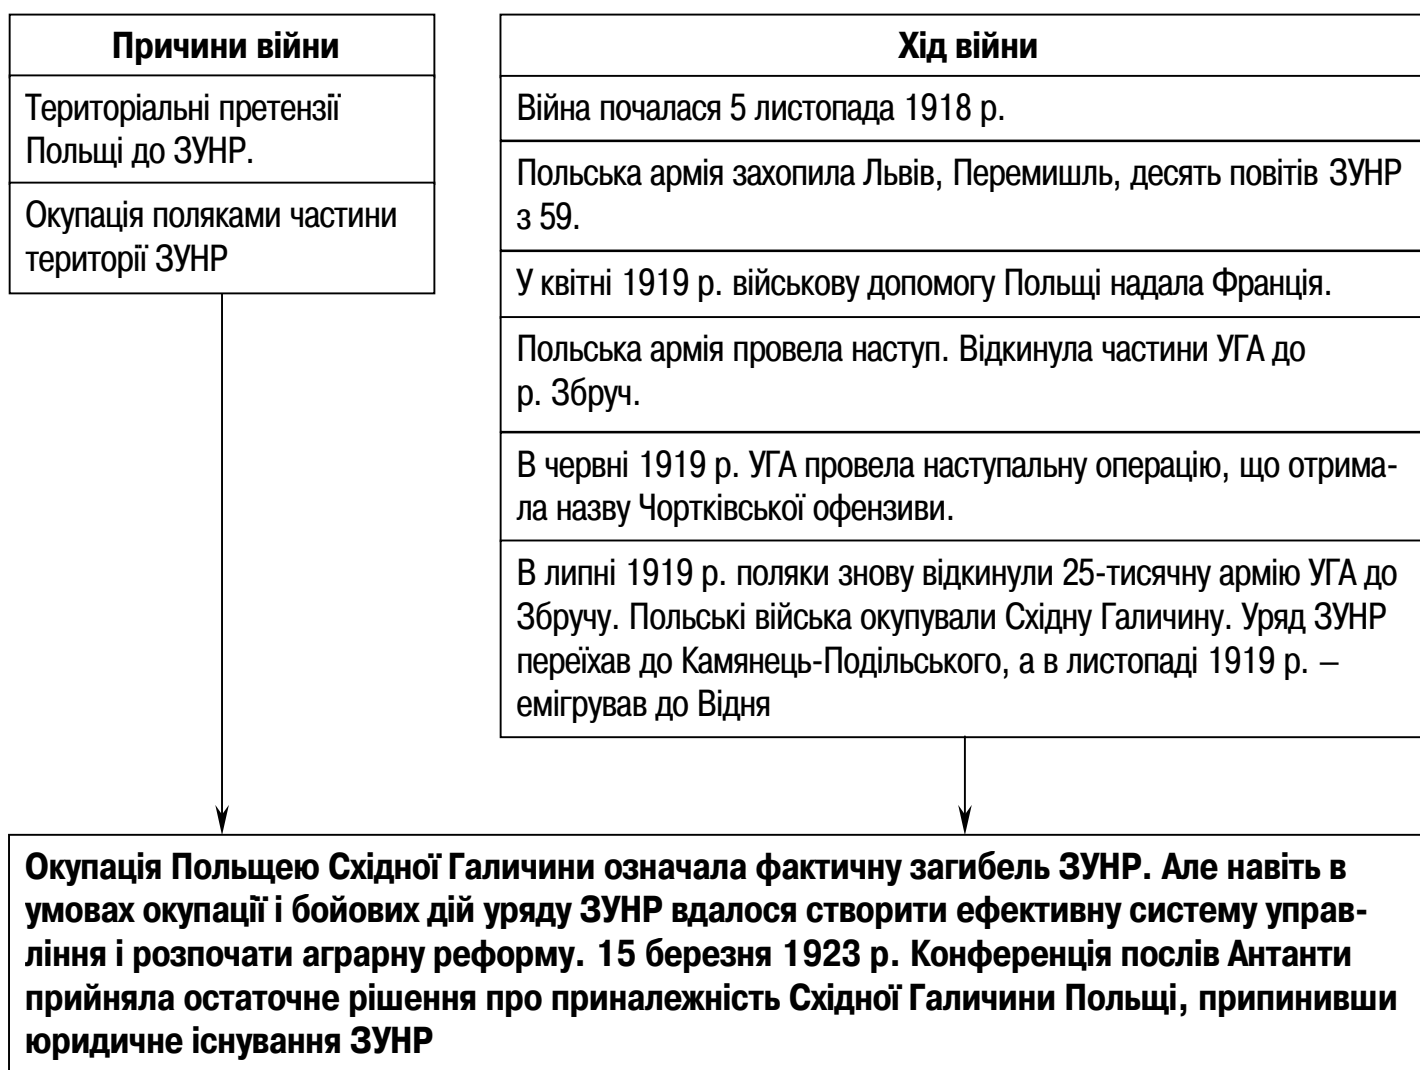 Причини війни
Територіальні претензії
Польщі до ЗУНР.
Окупація поляками частини
території ЗУНР
Хід війни
Війна почалася 5 листопада 1918 р.
Польська армія захопила Львів, Перемишль, десять повітів ЗУНР
з 59.
У квітні 1919 р. військову допомогу Польщі надала Франція.
Польська армія провела наступ. Відкинула частини УГА до
р. Збруч.
В червні 1919 р. УГА провела наступальну операцію, що отрима-
ла назву Чортківської офензиви.
В липні 1919 р. поляки знову відкинули 25-тисячну армію УГА до
Збручу. Польські війська окупували Східну Галичину. Уряд ЗУНР
переїхав до Камянець-Подільського, а в листопаді 1919 р. –
емігрував до Відня
Окупація Польщею Східної Галичини означала фактичну загибель ЗУНР. Але навіть в
умовах окупації і бойових дій уряду ЗУНР вдалося створити ефективну систему управ-
ління і розпочати аграрну реформу. 15 березня 1923 р. Конференція послів Антанти
прийняла остаточне рішення про приналежність Східної Галичини Польщі, припинивши
юридичне існування ЗУНР